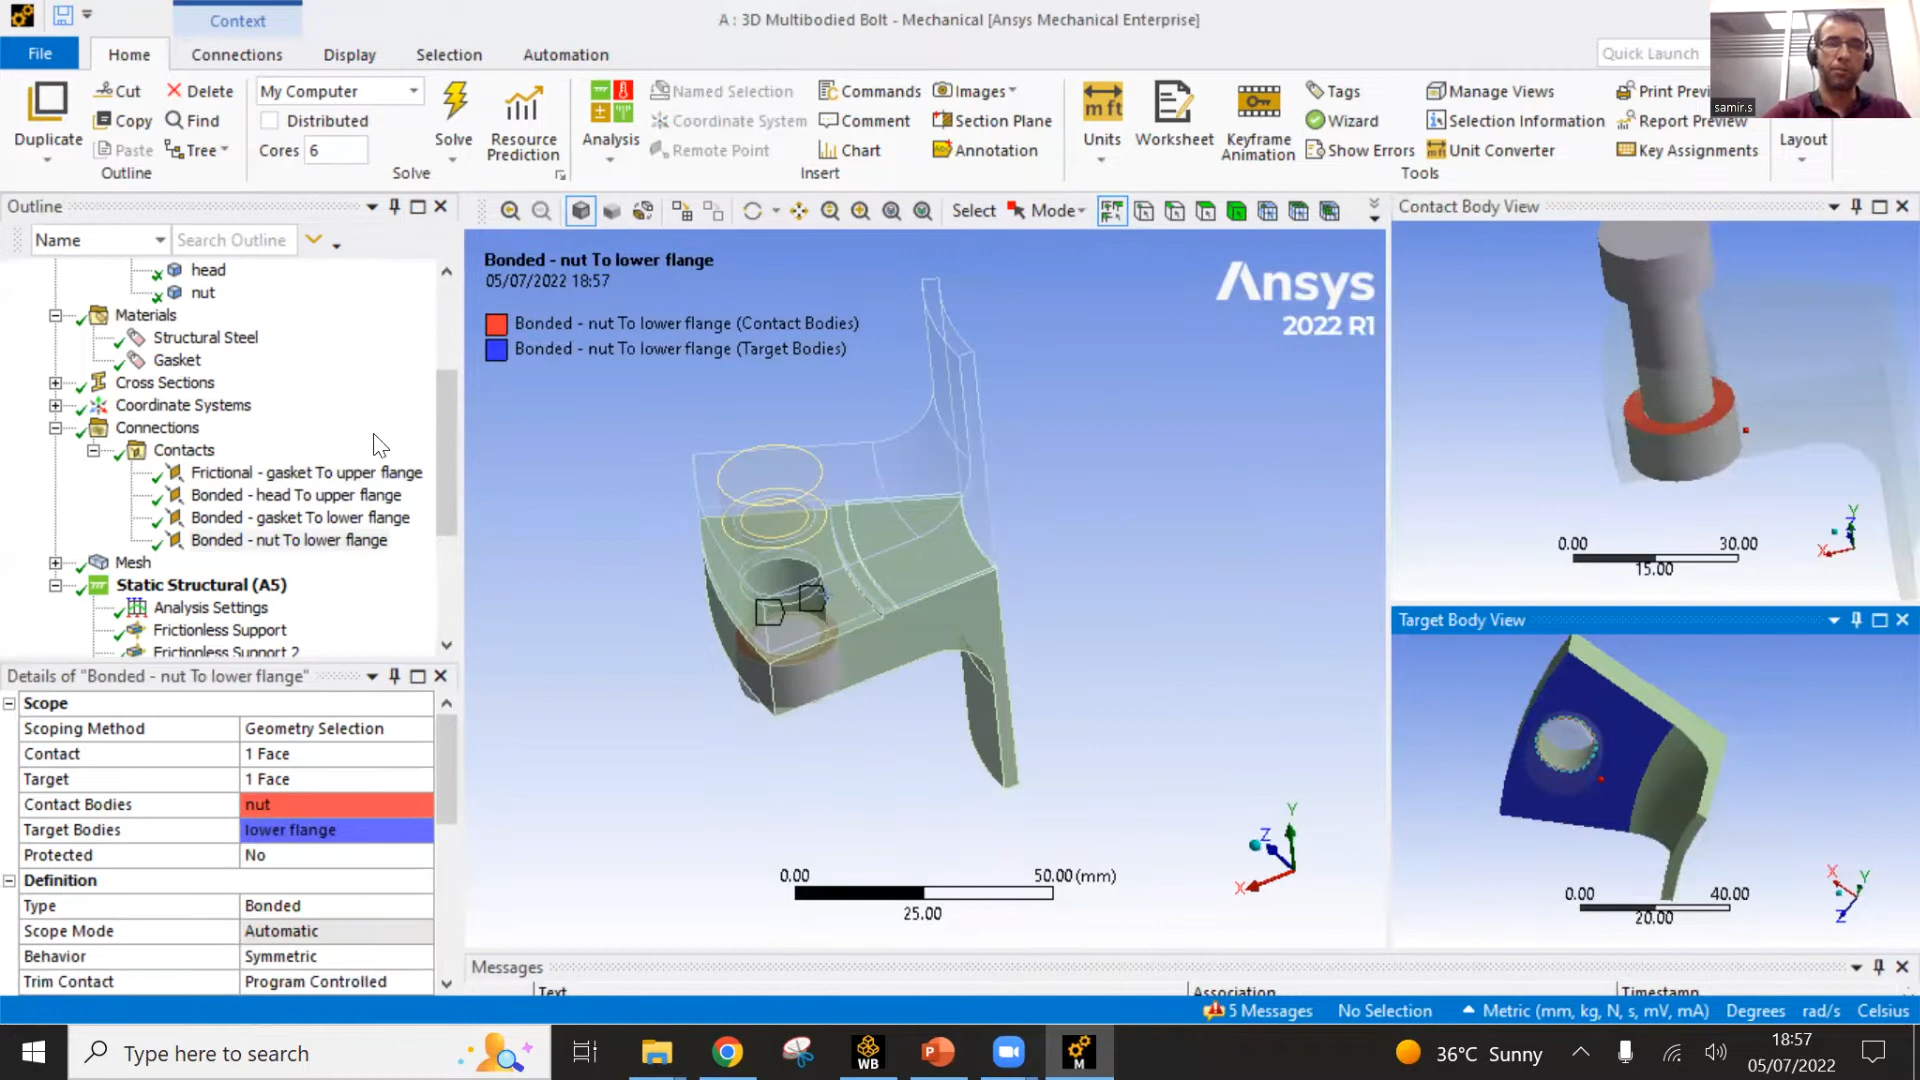 Context
A : 3D Multibodied Bolt - Mechanical [Ansys Mechanical Enterprise]
File
Home
Connections
Display
Selection
Automation
Quick Launch
samir.s
Duplicate
Cut
Copy
Paste
Delete
Find
Tree
Outline
My Computer
Distributed
Cores 6
Solve
Resource
Prediction
Solve
Analysis
Named Selection
Coordinate System
Remote Point
Commands
Comment
Chart
Images
Section Plane
Annotation
Insert
Units
Worksheet
Keyframe
Animation
Tags
Wizard
Show Errors
Manage Views
Selection Information
Unit Converter
Print Previ
Report Preview
Key Assignments
Tools
Layout
Outline
Name
Search Outline
head
nut
Materials
Structural Steel
Gasket
Cross Sections
Coordinate Systems
Connections
Contacts
Frictional - gasket To upper flange
Bonded - head To upper flange
Bonded - gasket To lower flange
Bonded - nut To lower flange
Mesh
Static Structural (A5)
Analysis Settings
Frictionless Support
Frictionless Support 2
Details of "Bonded - nut To lower flange"
Scope
Scoping Method Geometry Selection
Contact 1 Face
Target 1 Face
Contact Bodies nut
Target Bodies lower flange
Protected No
Definition
Type Bonded
Scope Mode Automatic
Behavior Symmetric
Trim Contact Program Controlled
Select
Mode
Bonded - nut To lower flange
05/07/2022 18:57
Bonded - nut To lower flange (Contact Bodies)
Bonded - nut To lower flange (Target Bodies)
Ansys
2022 R1
0.00 50.00 (mm)
25.00
Y
Z
X
Contact Body View
0.00 30.00
15.00
Y
Z
X
Target Body View
0.00 40.00
20.00
X
Y
Z
Messages
Text Association Timestamp
5 Messages No Selection Metric (mm, kg, N, s, mV, mA) Degrees rad/s Celsius
Type here to search
WB
P
M
36°C Sunny
18:57
05/07/2022